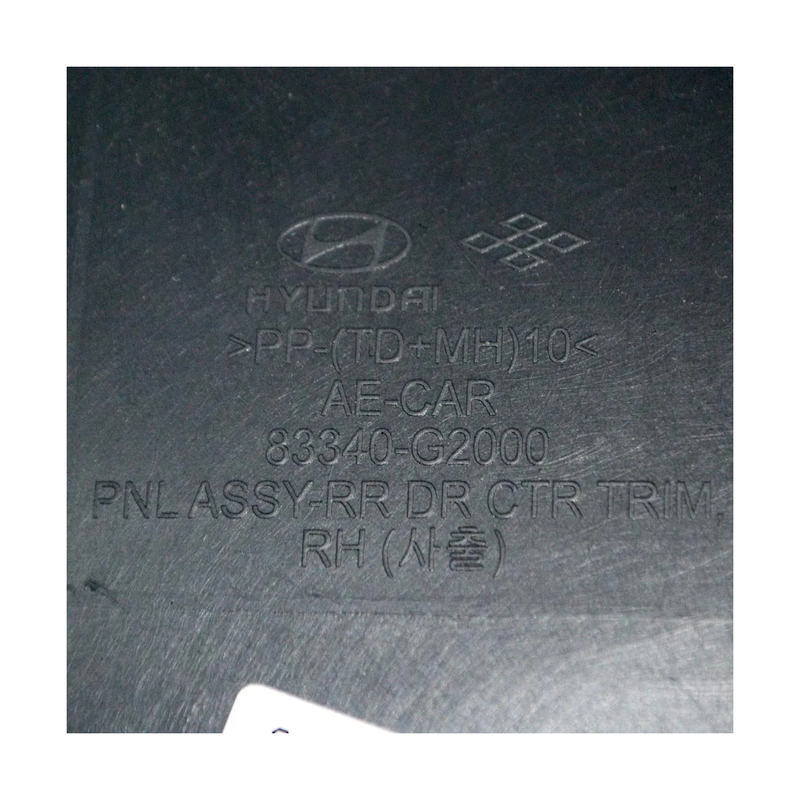 HYUNDAI
>PP-(TD+MH)10<
AE-CAR
83340-G2000
PNL ASSY-RR DR CTR TRIM,
RH (사출)